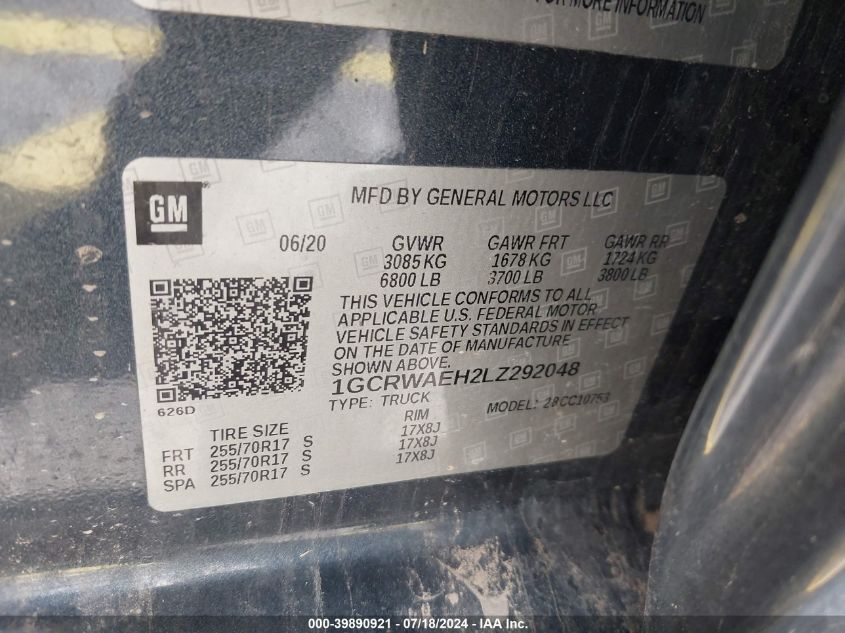 FOR MORE INFORMATION
GM
MFD BY GENERAL MOTORS LLC
06/20 GVWR GAWR FRT GAWR RR
3085 KG 1678 KG 1724 KG
6800 LB 3700 LB 3800 LB
THIS VEHICLE CONFORMS TO ALL
APPLICABLE U.S. FEDERAL MOTOR
VEHICLE SAFETY STANDARDS IN EFFECT
ON THE DATE OF MANUFACTURE
SHOWN ABOVE.
1GCRWAEH2LZ292048
626D
TYPE: TRUCK MODEL: 2BCC10753
TIRE SIZE RIM
FRT 255/70R17 S 17X8J
RR 255/70R17 S 17X8J
SPA 255/70R17 S 17X8J
000-39890921 - 07/18/2024 - IAA, Inc.